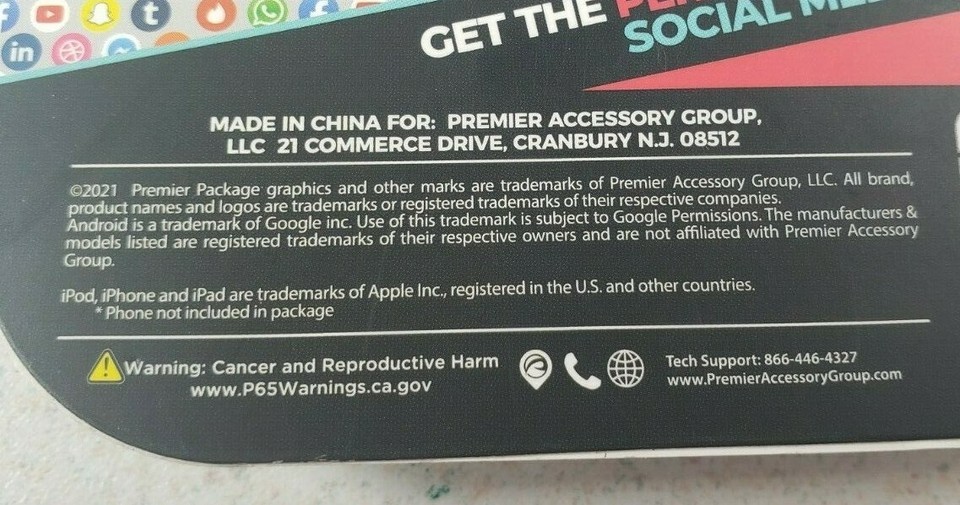 GET THE
SOCIAL
MADE IN CHINA FOR:  PREMIER ACCESSORY GROUP,
LLC  21 COMMERCE DRIVE, CRANBURY N.J. 08512
©2021  Premier Package graphics and other marks are trademarks of Premier Accessory Group, LLC. All brand,
product names and logos are trademarks or registered trademarks of their respective companies.
Android is a trademark of Google inc. Use of this trademark is subject to Google Permissions. The manufacturers &
models listed are registered trademarks of their respective owners and are not affiliated with Premier Accessory
Group.
iPod, iPhone and iPad are trademarks of Apple Inc., registered in the U.S. and other countries.
* Phone not included in package
Warning: Cancer and Reproductive Harm
www.P65Warnings.ca.gov
Tech Support: 866-446-4327
www.PremierAccessoryGroup.com